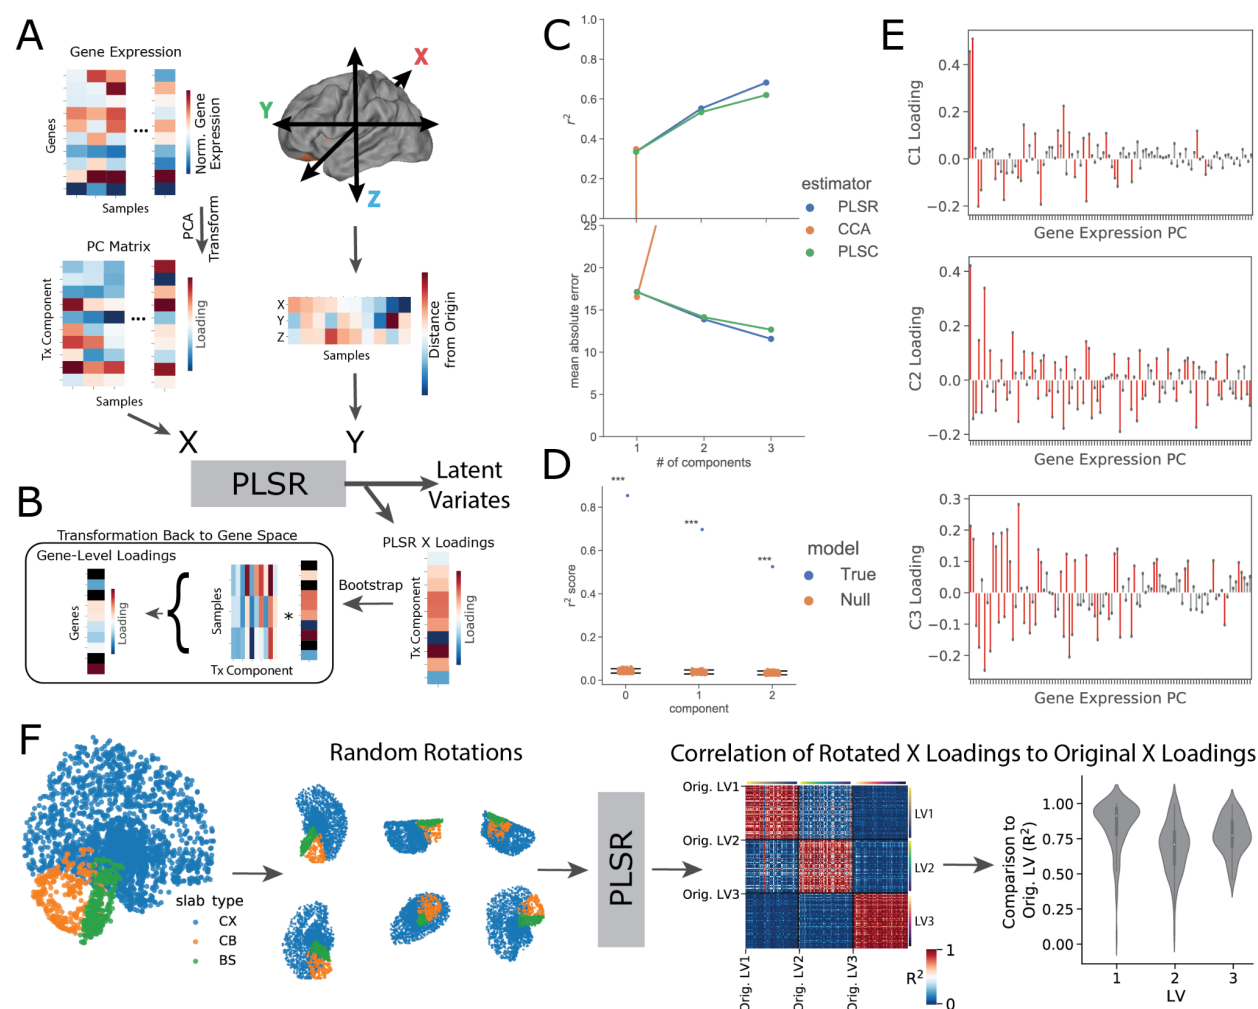 A
Gene Expression
Genes
Samples
Norm. Gene
Expression
PCA
Transform
X
Y
Z
PC Matrix
Tx Component
Samples
Loading
X
Y
Z
Samples
Distance
from Origin
X
Y
PLSR
Latent
Variates
B
Transformation Back to Gene Space
Gene-Level Loadings
Genes
Loading
Samples
Tx Component
*
Bootstrap
PLSR X Loadings
Tx Component
Loading
C
1.0
0.8
0.6
0.4
0.2
0.0
r²
25
20
15
10
5
0
mean absolute error
1
2
3
# of components
estimator
PLSR
CCA
PLSC
D
0.8
0.6
0.4
0.2
0.0
r² score
***
***
***
0
1
2
component
model
True
Null
E
0.4
0.2
0.0
−0.2
C1 Loading
Gene Expression PC
0.4
0.2
0.0
−0.2
C2 Loading
Gene Expression PC
0.3
0.2
0.1
0.0
−0.1
−0.2
C3 Loading
Gene Expression PC
F
slab type
CX
CB
BS
Random Rotations
PLSR
Correlation of Rotated X Loadings to Original X Loadings
Orig. LV1
Orig. LV2
Orig. LV3
LV1
LV2
LV3
Orig. LV1
Orig. LV2
Orig. LV3
R²
1
0
Comparison to
Orig. LV (R²)
1.00
0.75
0.50
0.25
0.00
1
2
3
LV